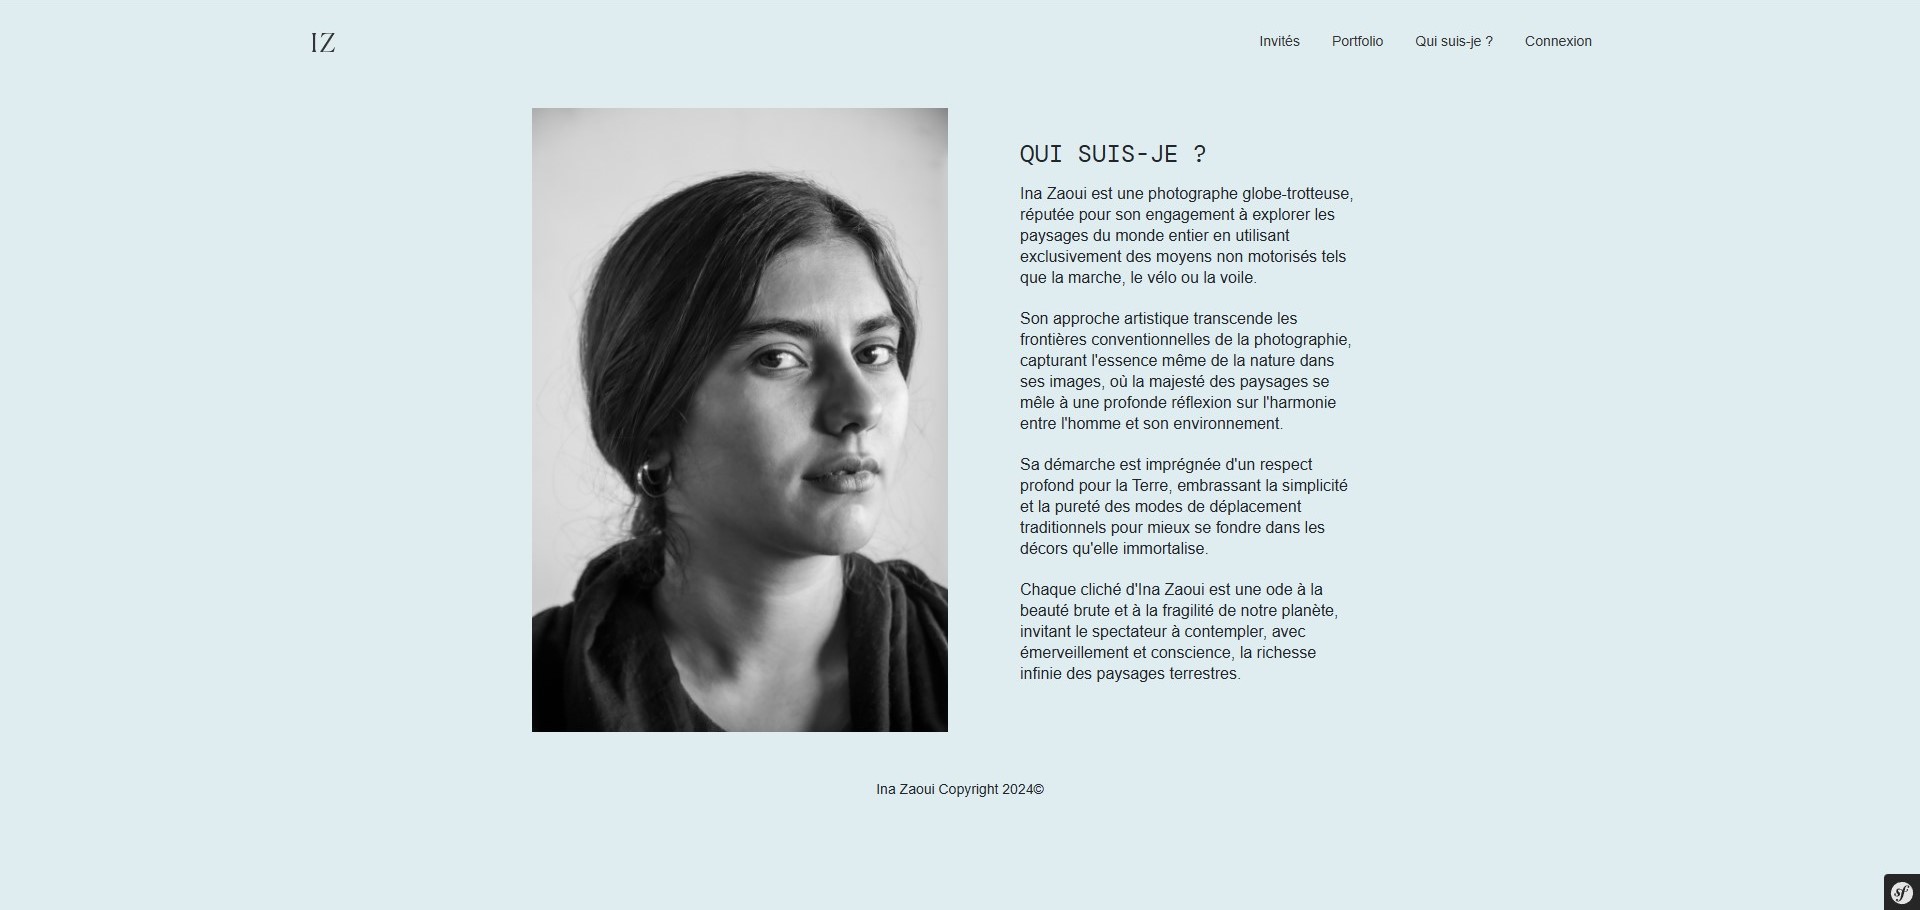 IZ
Invités Portfolio Qui suis-je ? Connexion
QUI SUIS-JE ?
Ina Zaoui est une photographe globe-trotteuse,
réputée pour son engagement à explorer les
paysages du monde entier en utilisant
exclusivement des moyens non motorisés tels
que la marche, le vélo ou la voile.
Son approche artistique transcende les
frontières conventionnelles de la photographie,
capturant l'essence même de la nature dans
ses images, où la majesté des paysages se
mêle à une profonde réflexion sur l'harmonie
entre l'homme et son environnement.
Sa démarche est imprégnée d'un respect
profond pour la Terre, embrassant la simplicité
et la pureté des modes de déplacement
traditionnels pour mieux se fondre dans les
décors qu'elle immortalise.
Chaque cliché d'Ina Zaoui est une ode à la
beauté brute et à la fragilité de notre planète,
invitant le spectateur à contempler, avec
émerveillement et conscience, la richesse
infinie des paysages terrestres.
Ina Zaoui Copyright 2024©
sf